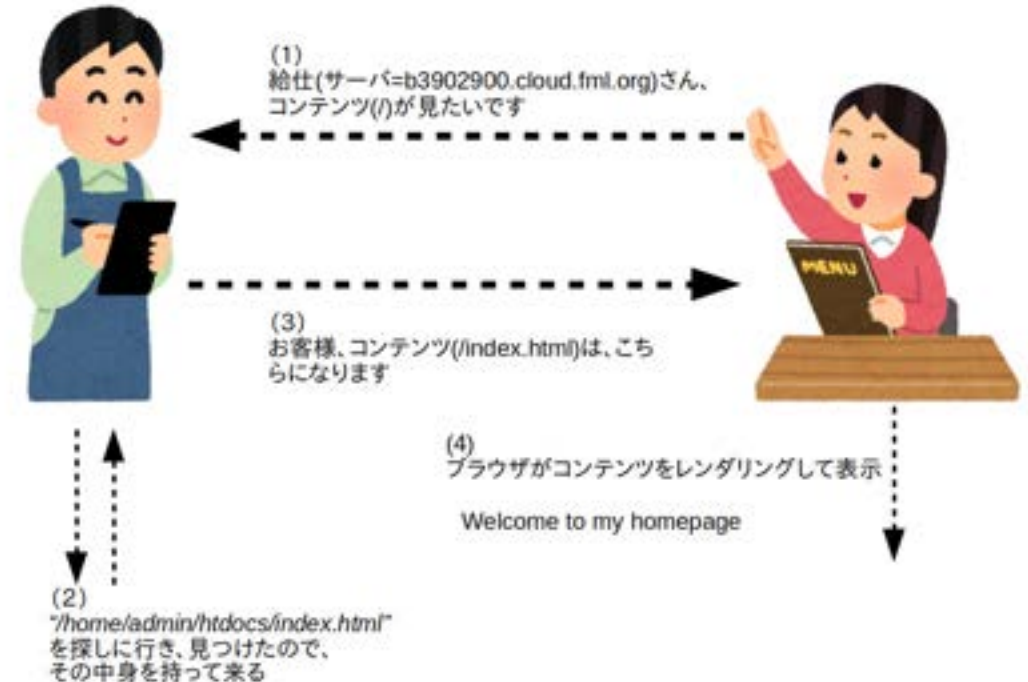 (1)
給仕(サーバ=b3902900.cloud.fml.org)さん、
コンテンツ(/)が見たいです
MENU
(3)
お客様、コンテンツ(/index.html)は、こち
らになります
(4)
ブラウザがコンテンツをレンダリングして表示
Welcome to my homepage
(2)
“/home/admin/htdocs/index.html”
を探しに行き、見つけたので、
その中身を持って来る